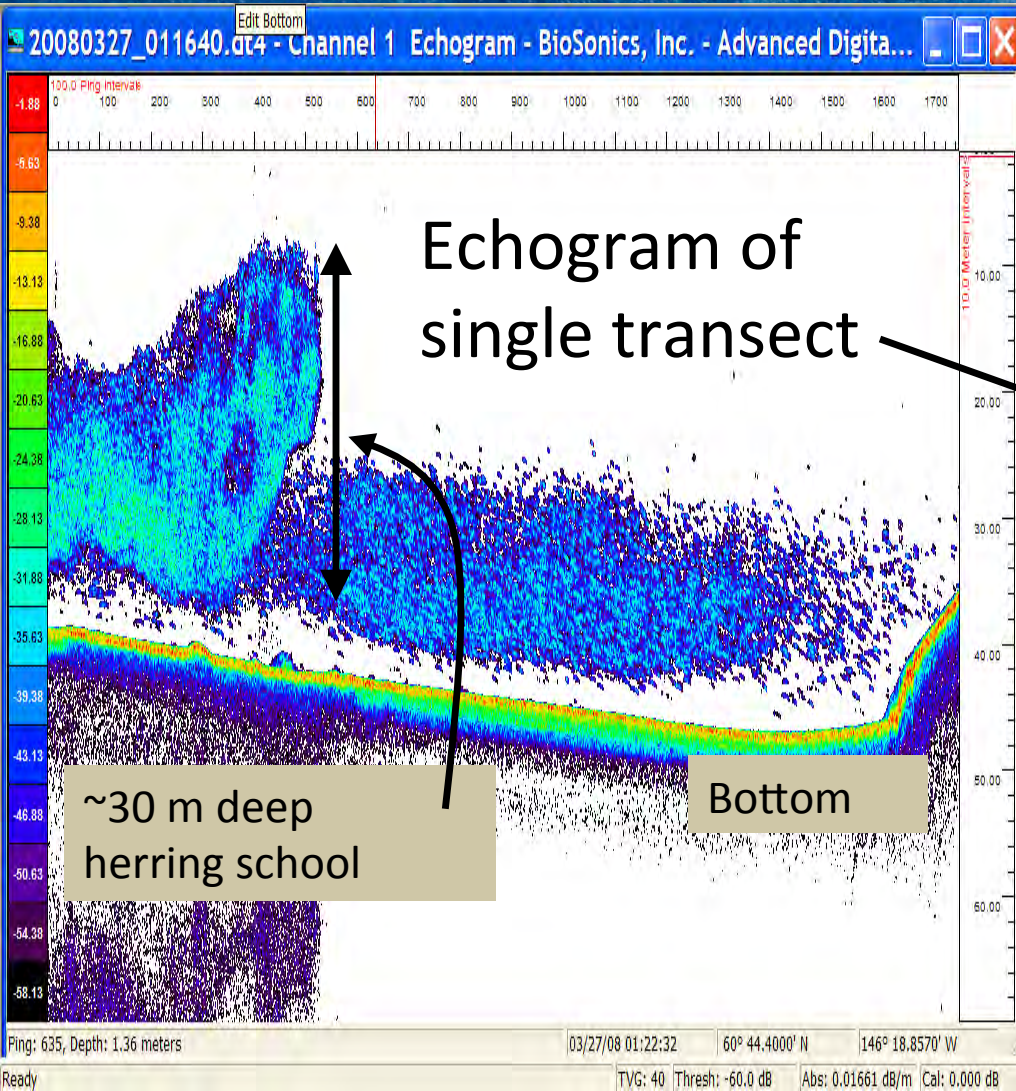 Edit Bottom
20080327_011640.dt4 - Channel 1 Echogram - BioSonics, Inc. - Advanced Digita...
100.0 Ping Intervals
0 100 200 300 400 500 600 700 800 900 1000 1100 1200 1300 1400 1500 1600 1700
-1.88
-5.63
-9.38
-13.13
-16.88
-20.63
-24.38
-28.13
-31.88
-35.63
-39.38
-43.13
-46.88
-50.63
-54.38
-58.13
Echogram of
single transect
10.0 Meter Intervals
10.00
20.00
30.00
40.00
50.00
60.00
~30 m deep
herring school
Bottom
Ping: 635, Depth: 1.36 meters
03/27/08 01:22:32
60º 44.4000' N
146º 18.8570' W
Ready
TVG: 40
Thresh: -60.0 dB
Abs: 0.01661 dB/m
Cal: 0.000 dB